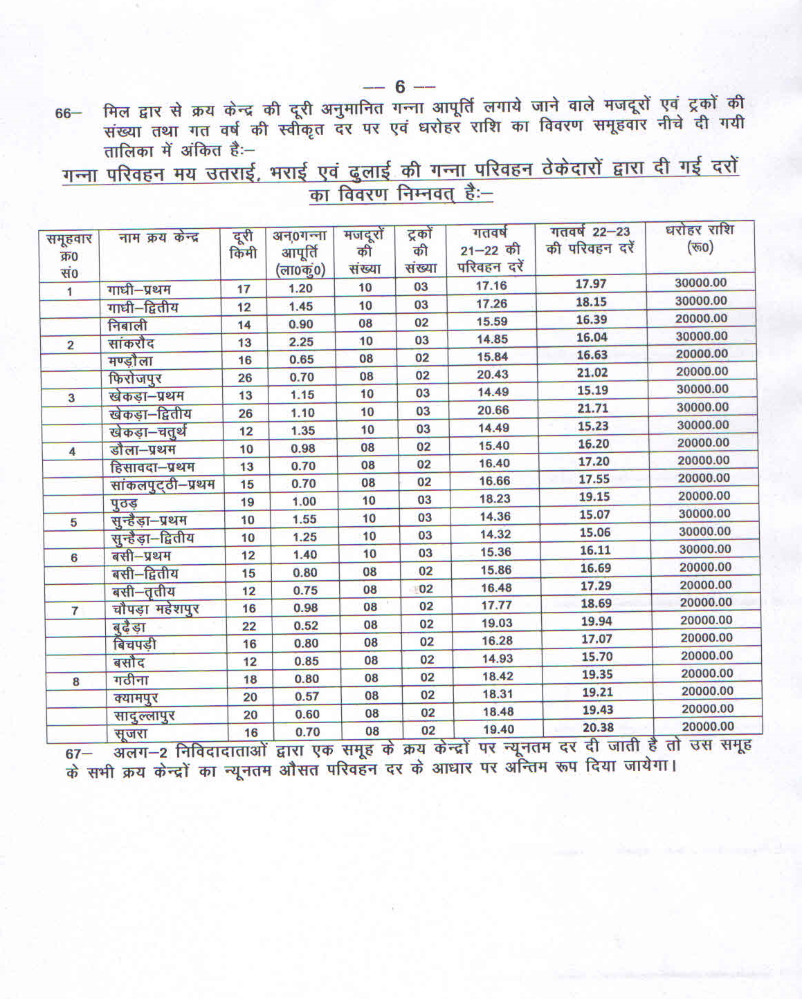 — 6 —
66— मिल द्वार से क्रय केन्द्र की दूरी अनुमानित गन्ना आपूर्ति लगाये जाने वाले मजदूरों एवं ट्रकों की
संख्या तथा गत वर्ष की स्वीकृत दर पर एवं धरोहर राशि का विवरण समूहवार नीचे दी गयी
तालिका में अंकित है:—
गन्ना परिवहन मय उतराई, भराई एवं ढुलाई की गन्ना परिवहन ठेकेदारों द्वारा दी गई दरों
का विवरण निम्नवत् है:—
समूहवार नाम क्रय केन्द्र दूरी अन,0गन्ना मजदूरों ट्रकों गतवर्ष गतवर्ष 22—23 धरोहर राशि
क्र0 किमी आपूर्ति की की 21—22 की की परिवहन दरें (रू0)
सं0 (ला0कुं0) संख्या संख्या परिवहन दरें
1 गाधी—प्रथम 17 1.20 10 03 17.16 17.97 30000.00
गाधी—द्वितीय 12 1.45 10 03 17.26 18.15 30000.00
निबाली 14 0.90 08 02 15.59 16.39 20000.00
2 सांकरौद 13 2.25 10 03 14.85 16.04 30000.00
मण्ड़ौला 16 0.65 08 02 15.84 16.63 20000.00
फिरोजपुर 26 0.70 08 02 20.43 21.02 20000.00
3 खेकड़ा—प्रथम 13 1.15 10 03 14.49 15.19 30000.00
खेकड़ा—द्वितीय 26 1.10 10 03 20.66 21.71 30000.00
खेकड़ा—चतुर्थ 12 1.35 10 03 14.49 15.23 30000.00
4 डौला—प्रथम 10 0.98 08 02 15.40 16.20 20000.00
हिसावदा—प्रथम 13 0.70 08 02 16.40 17.20 20000.00
सांकलपुट्ठी—प्रथम 15 0.70 08 02 16.66 17.55 20000.00
पुठड़ 19 1.00 10 03 18.23 19.15 20000.00
5 सुन्हैड़ा—प्रथम 10 1.55 10 03 14.36 15.07 30000.00
सुन्हैड़ा—द्वितीय 10 1.25 10 03 14.32 15.06 30000.00
6 बसी—प्रथम 12 1.40 10 03 15.36 16.11 30000.00
बसी—द्वितीय 15 0.80 08 02 15.86 16.69 20000.00
बसी—तृतीय 12 0.75 08 02 16.48 17.29 20000.00
7 चौपड़ा महेशपुर 16 0.98 08 02 17.77 18.69 20000.00
बुढ़ैड़ा 22 0.52 08 02 19.03 19.94 20000.00
बिचपड़ी 16 0.80 08 02 16.28 17.07 20000.00
बसौद 12 0.85 08 02 14.93 15.70 20000.00
8 गठीना 18 0.80 08 02 18.42 19.35 20000.00
क्यामपुर 20 0.57 08 02 18.31 19.21 20000.00
सादुल्लापुर 20 0.60 08 02 18.48 19.43 20000.00
सूजरा 16 0.70 08 02 19.40 20.38 20000.00
67— अलग—2 निविदादाताओं द्वारा एक समूह के क्रय केन्द्रों पर न्यूनतम दर दी जाती है तो उस समूह
के सभी क्रय केन्द्रों का न्यूनतम औसत परिवहन दर के आधार पर अन्तिम रूप दिया जायेगा।